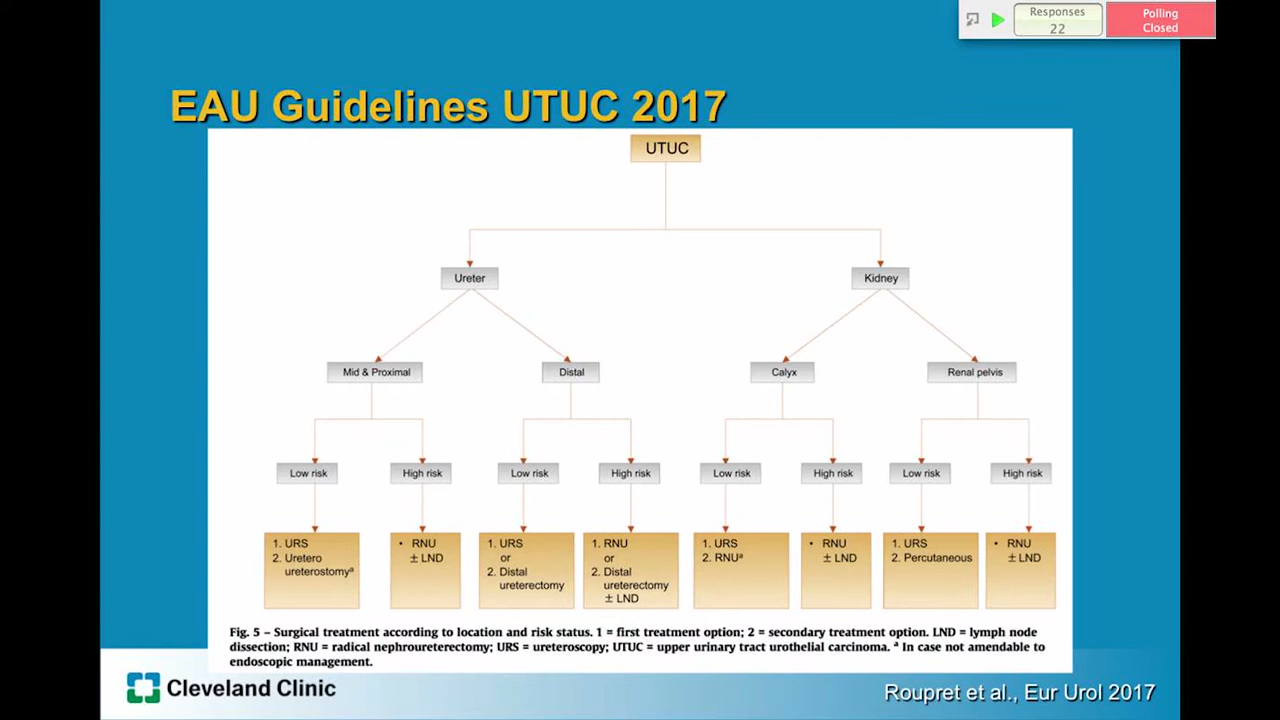 Responses
22
Polling
Closed
EAU Guidelines UTUC 2017
UTUC
Ureter
Kidney
Mid & Proximal
Distal
Calyx
Renal pelvis
Low risk
High risk
Low risk
High risk
Low risk
High risk
Low risk
High risk
1. URS
2. Uretero
ureterostomyª
• RNU
± LND
1. URS
or
2. Distal
ureterectomy
1. RNU
or
2. Distal
ureterectomy
± LND
1. URS
2. RNUª
• RNU
± LND
1. URS
2. Percutaneous
• RNU
± LND
Fig. 5 – Surgical treatment according to location and risk status. 1 = first treatment option; 2 = secondary treatment option. LND = lymph node
dissection; RNU = radical nephroureterectomy; URS = ureteroscopy; UTUC = upper urinary tract urothelial carcinoma. ª In case not amendable to
endoscopic management.
Cleveland Clinic
Roupret et al., Eur Urol 2017